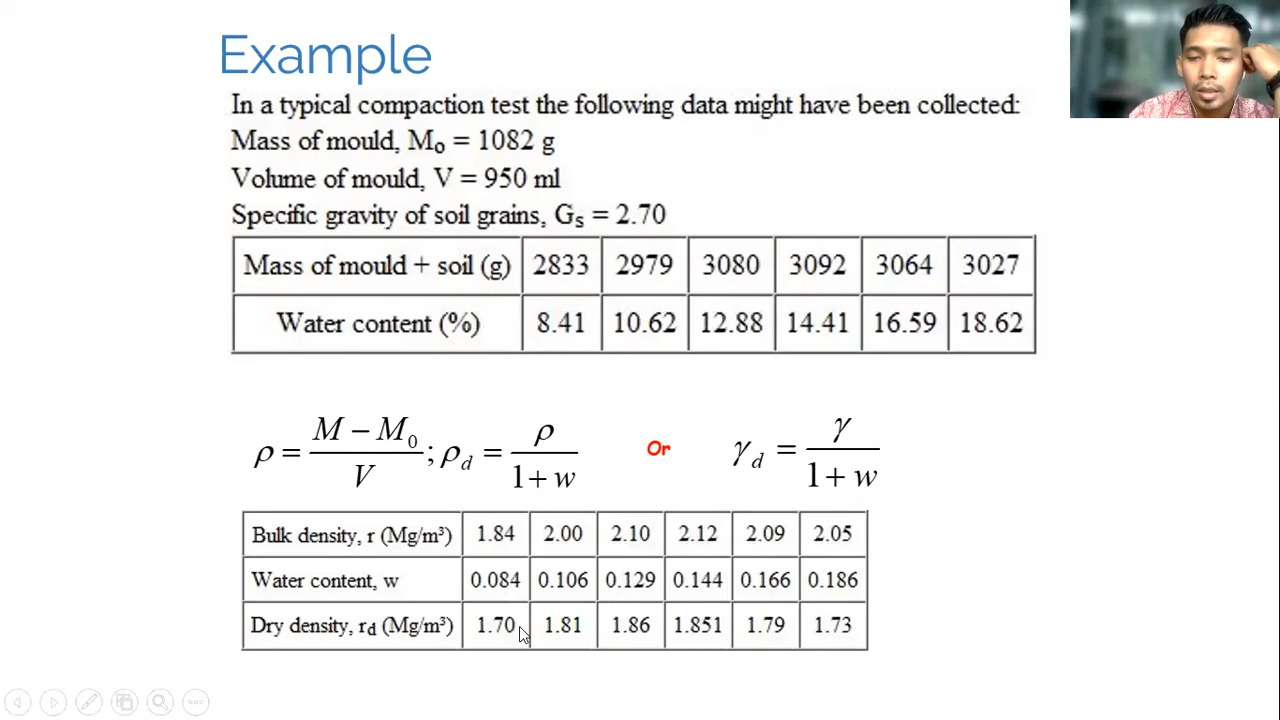 Example
In a typical compaction test the following data might have been collected:
Mass of mould, Mo = 1082 g
Volume of mould, V = 950 ml
Specific gravity of soil grains, Gs = 2.70
Mass of mould + soil (g) 2833 2979 3080 3092 3064 3027
Water content (%) 8.41 10.62 12.88 14.41 16.59 18.62
ρ = (M − M0) / V ; ρd = ρ / (1 + w) Or γd = γ / (1 + w)
Bulk density, r (Mg/m³) 1.84 2.00 2.10 2.12 2.09 2.05
Water content, w 0.084 0.106 0.129 0.144 0.166 0.186
Dry density, rd (Mg/m³) 1.70 1.81 1.86 1.851 1.79 1.73